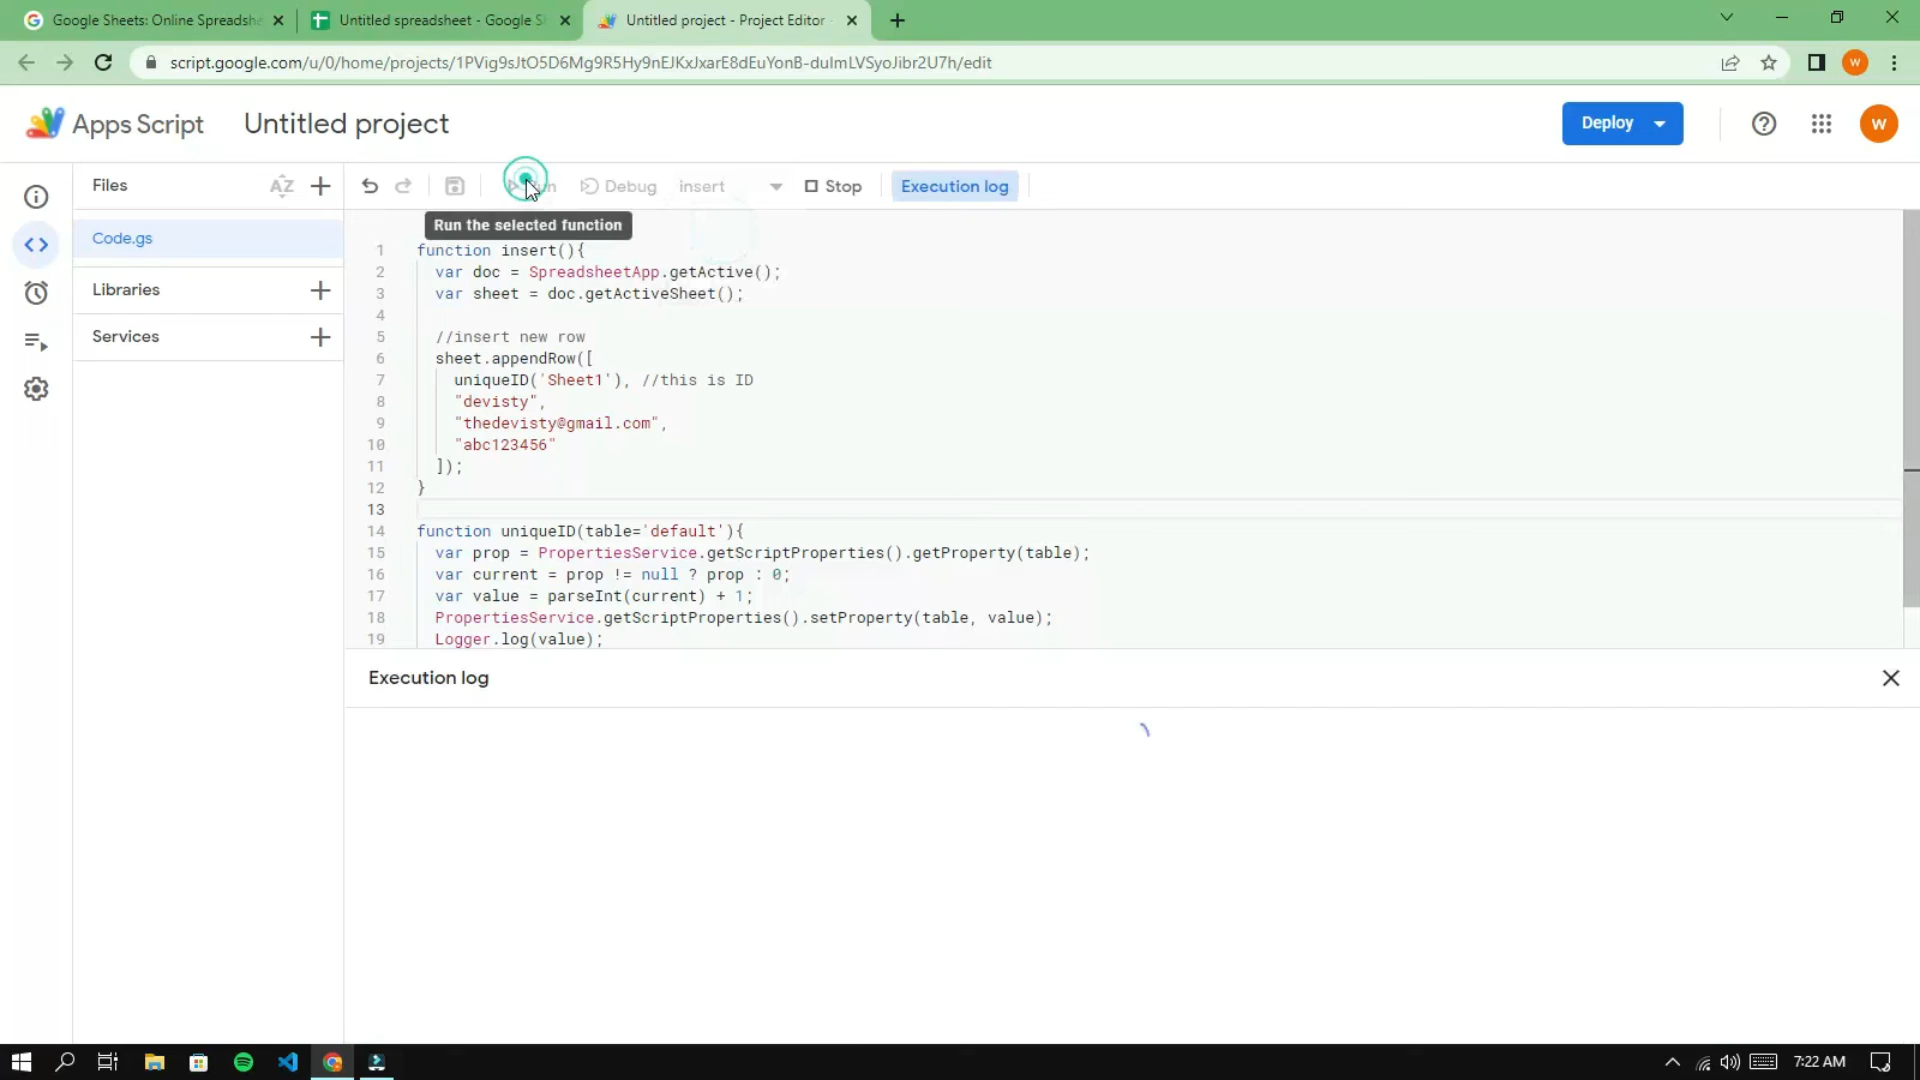 Google Sheets: Online Spreadshe
Untitled spreadsheet - Google S
Untitled project - Project Editor
script.google.com/u/0/home/projects/1PVig9sJtO5D6Mg9R5Hy9nEJKxJxarE8dEuYonB-duImLVSyoJibr2U7h/edit
W
Apps Script
Untitled project
Deploy
W
Files
AZ
Run
Debug
insert
Stop
Execution log
Run the selected function
Code.gs
Libraries
Services
1 function insert(){
2 var doc = SpreadsheetApp.getActive();
3 var sheet = doc.getActiveSheet();
4
5 //insert new row
6 sheet.appendRow([
7 uniqueID('Sheet1'), //this is ID
8 "devisty",
9 "thedevisty@gmail.com",
10 "abc123456"
11 ]);
12 }
13
14 function uniqueID(table='default'){
15 var prop = PropertiesService.getScriptProperties().getProperty(table);
16 var current = prop != null ? prop : 0;
17 var value = parseInt(current) + 1;
18 PropertiesService.getScriptProperties().setProperty(table, value);
19 Logger.log(value);
Execution log
7:22 AM